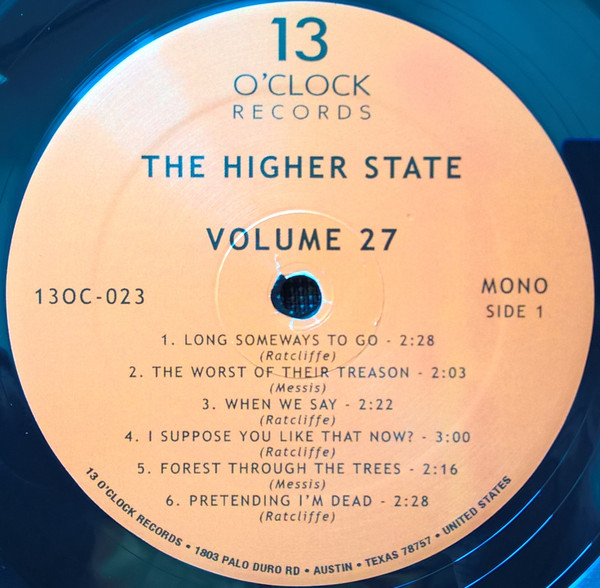 13
O'CLOCK
RECORDS
THE HIGHER STATE
VOLUME 27
13OC-023
MONO
SIDE 1
1. LONG SOMEWAYS TO GO - 2:28
(Ratcliffe)
2. THE WORST OF THEIR TREASON - 2:03
(Messis)
3. WHEN WE SAY - 2:22
(Ratcliffe)
4. I SUPPOSE YOU LIKE THAT NOW? - 3:00
(Ratcliffe)
5. FOREST THROUGH THE TREES - 2:16
(Messis)
6. PRETENDING I'M DEAD - 2:28
(Ratcliffe)
13 O'CLOCK RECORDS • 1803 PALO DURO RD • AUSTIN • TEXAS 78757 • UNITED STATES